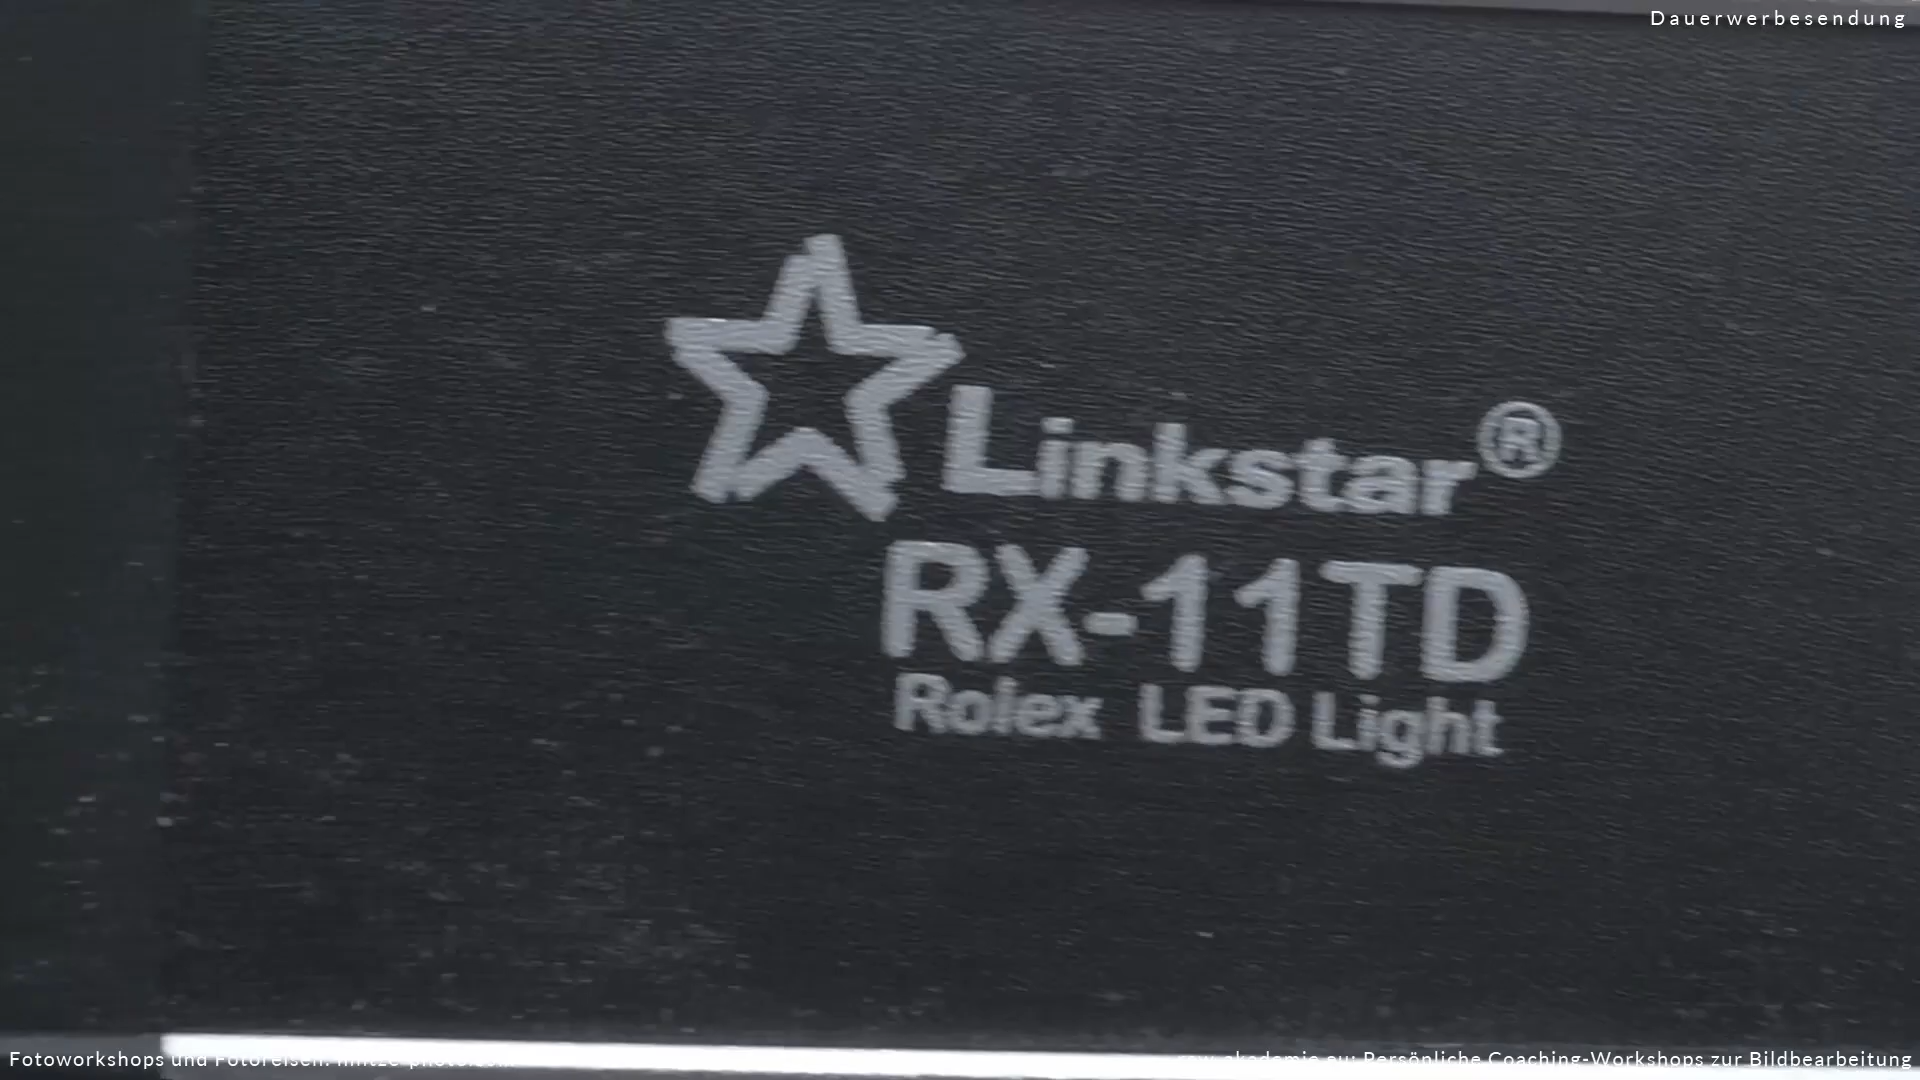 Dauerwerbesendung
Linkstar®
RX-11TD
Rolex LED Light
Fotoworkshops und Fotoreisen:
Persönliche Coaching-Workshops zur Bildbearbeitung